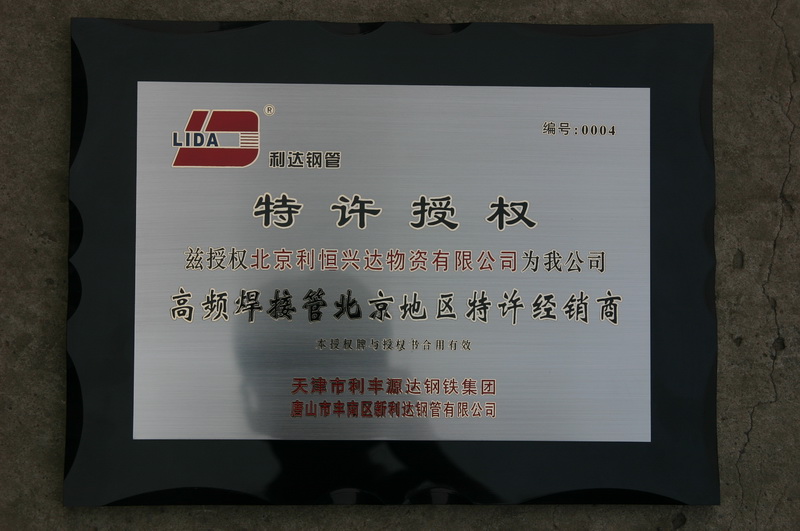 LIDA ®
利达钢管
编号:0004
特许授权
兹授权北京利恒兴达物资有限公司为我公司
高频焊接管北京地区特许经销商
本授权牌与授权书合用有效
天津市利丰源达钢铁集团
唐山市丰南区新利达钢管有限公司